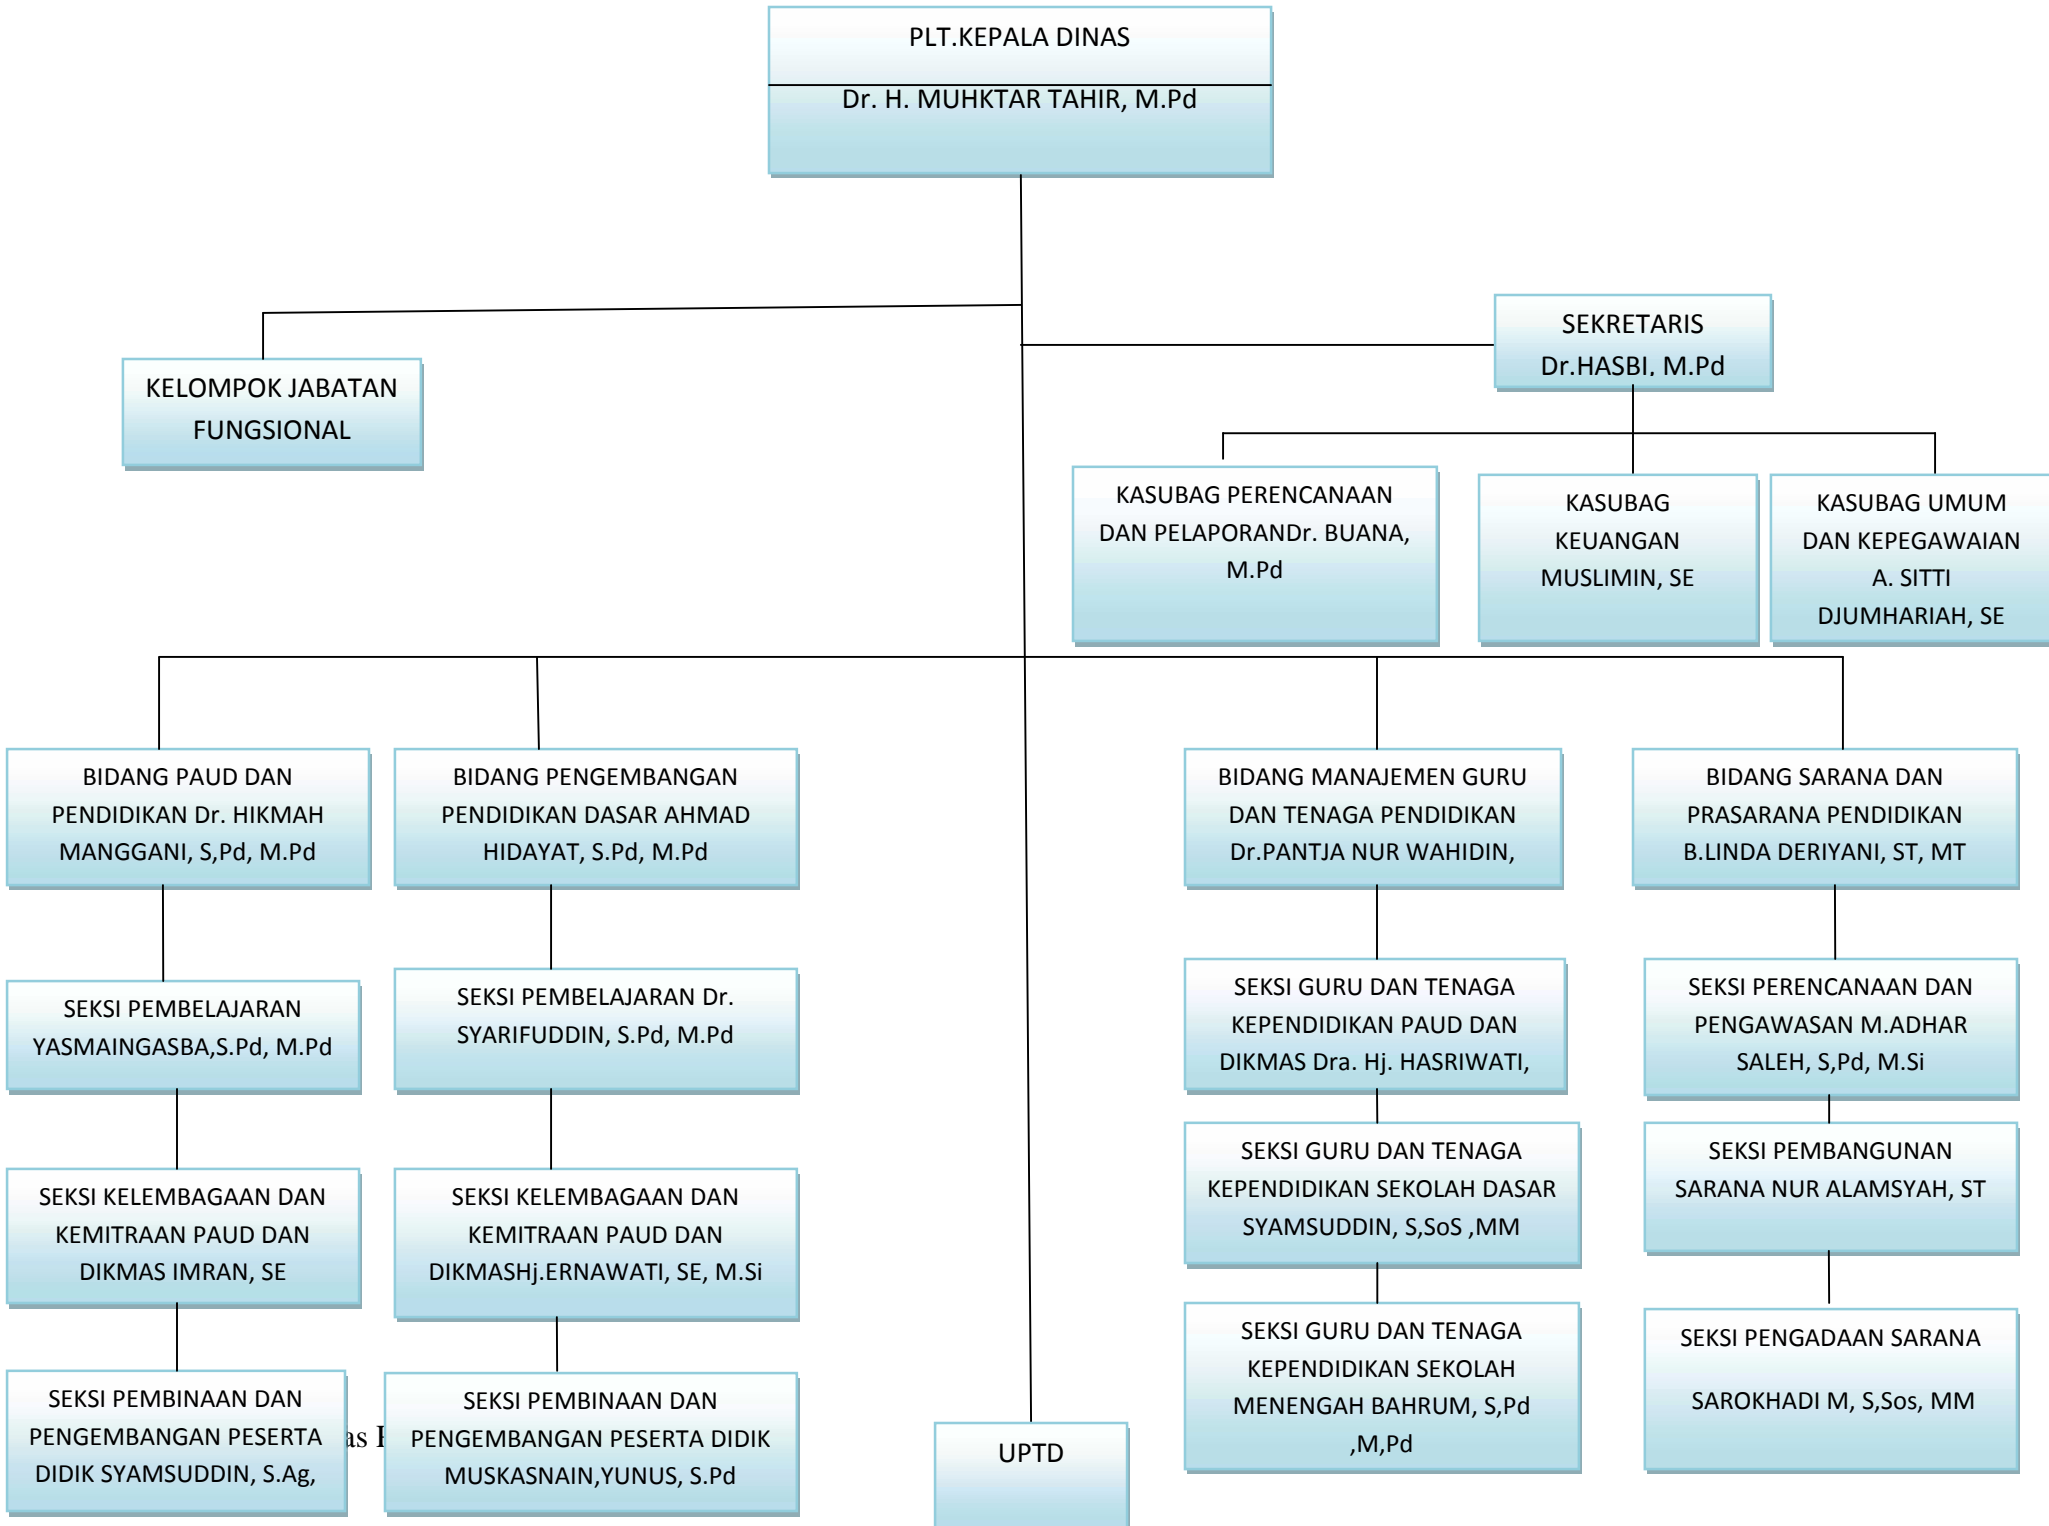 PLT.KEPALA DINAS
Dr. H. MUHKTAR TAHIR, M.Pd
KELOMPOK JABATAN
FUNGSIONAL
SEKRETARIS
Dr.HASBI. M.Pd
KASUBAG PERENCANAAN
DAN PELAPORANDr. BUANA,
M.Pd
KASUBAG
KEUANGAN
MUSLIMIN, SE
KASUBAG UMUM
DAN KEPEGAWAIAN
A. SITTI
DJUMHARIAH, SE
BIDANG PAUD DAN
PENDIDIKAN Dr. HIKMAH
MANGGANI, S,Pd, M.Pd
BIDANG PENGEMBANGAN
PENDIDIKAN DASAR AHMAD
HIDAYAT, S.Pd, M.Pd
BIDANG MANAJEMEN GURU
DAN TENAGA PENDIDIKAN
Dr.PANTJA NUR WAHIDIN,
BIDANG SARANA DAN
PRASARANA PENDIDIKAN
B.LINDA DERIYANI, ST, MT
SEKSI PEMBELAJARAN
YASMAINGASBA,S.Pd, M.Pd
SEKSI PEMBELAJARAN Dr.
SYARIFUDDIN, S.Pd, M.Pd
SEKSI GURU DAN TENAGA
KEPENDIDIKAN PAUD DAN
DIKMAS Dra. Hj. HASRIWATI,
SEKSI PERENCANAAN DAN
PENGAWASAN M.ADHAR
SALEH, S,Pd, M.Si
SEKSI KELEMBAGAAN DAN
KEMITRAAN PAUD DAN
DIKMAS IMRAN, SE
SEKSI KELEMBAGAAN DAN
KEMITRAAN PAUD DAN
DIKMASHj.ERNAWATI, SE, M.Si
SEKSI GURU DAN TENAGA
KEPENDIDIKAN SEKOLAH DASAR
SYAMSUDDIN, S,SoS ,MM
SEKSI PEMBANGUNAN
SARANA NUR ALAMSYAH, ST
SEKSI PEMBINAAN DAN
PENGEMBANGAN PESERTA
DIDIK SYAMSUDDIN, S.Ag,
as
SEKSI PEMBINAAN DAN
PENGEMBANGAN PESERTA DIDIK
MUSKASNAIN,YUNUS, S.Pd
UPTD
SEKSI GURU DAN TENAGA
KEPENDIDIKAN SEKOLAH
MENENGAH BAHRUM, S,Pd
,M,Pd
SEKSI PENGADAAN SARANA
SAROKHADI M, S,Sos, MM